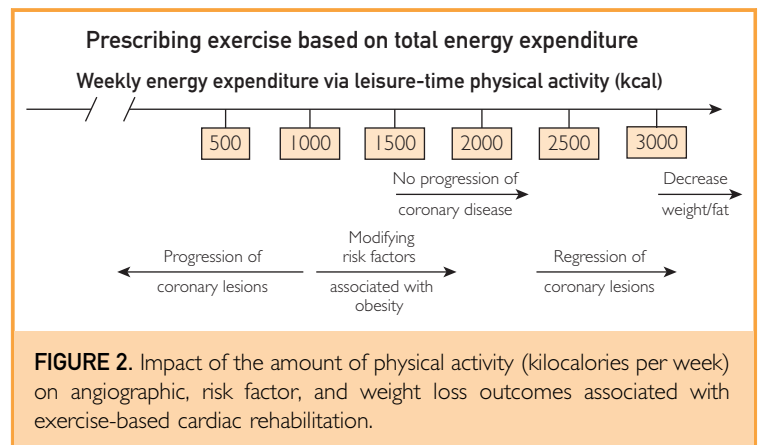 Prescribing exercise based on total energy expenditure
Weekly energy expenditure via leisure-time physical activity (kcal)
500 1000 1500 2000 2500 3000
No progression of
coronary disease
Decrease
weight/fat
Progression of
coronary lesions
Modifying
risk factors
associated with
obesity
Regression of
coronary lesions
FIGURE 2. Impact of the amount of physical activity (kilocalories per week)
on angiographic, risk factor, and weight loss outcomes associated with
exercise-based cardiac rehabilitation.